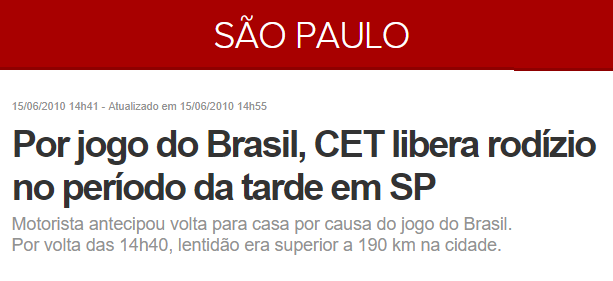 SÃO PAULO
15/06/2010 14h41 - Atualizado em 15/06/2010 14h55
Por jogo do Brasil, CET libera rodízio
no período da tarde em SP
Motorista antecipou volta para casa por causa do jogo do Brasil.
Por volta das 14h40, lentidão era superior a 190 km na cidade.